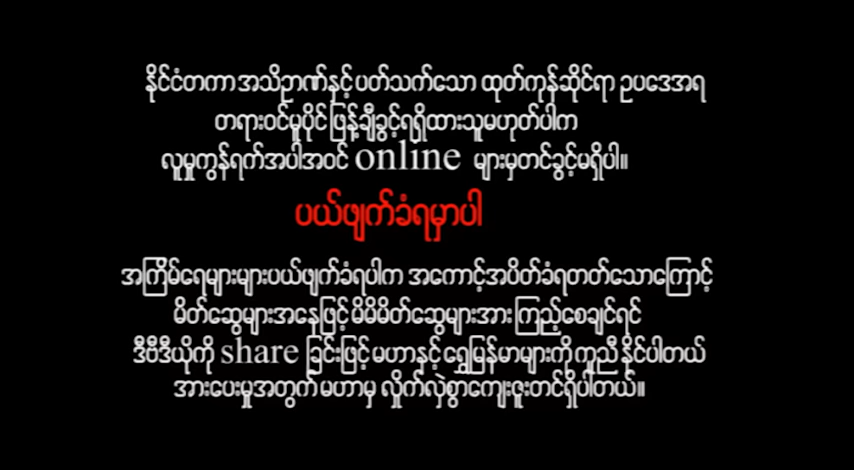 နိုင်ငံတကာ အသိဉာဏ်နှင့် ပတ်သက်သော ထုတ်ကုန်ဆိုင်ရာ ဥပဒေအရ
တရားဝင်မူပိုင် ဖြန့်ချီခွင့်ရရှိထားသူမဟုတ်ပါက
လူမှုကွန်ရက်အပါအဝင် online များမှတင်ခွင့်မရှိပါ။
ပယ်ဖျက်ခံရမှာပါ
အကြိမ်ရေများများပယ်ဖျက်ခံရပါက အကောင့်အပိတ်ခံရတတ်သောကြောင့်
မိတ်ဆွေများအနေဖြင့် မိမိမိတ်ဆွေများအား ကြည့်စေချင်ရင်
ဒီဗီဒီယိုကို share ခြင်းဖြင့် မဟာနှင့် ရွှေမြန်မာများကို ကူညီ နိုင်ပါတယ်
အားပေးမှုအတွက် မဟာမှ လှိုက်လှဲစွာကျေးဇူးတင်ရှိပါတယ်။